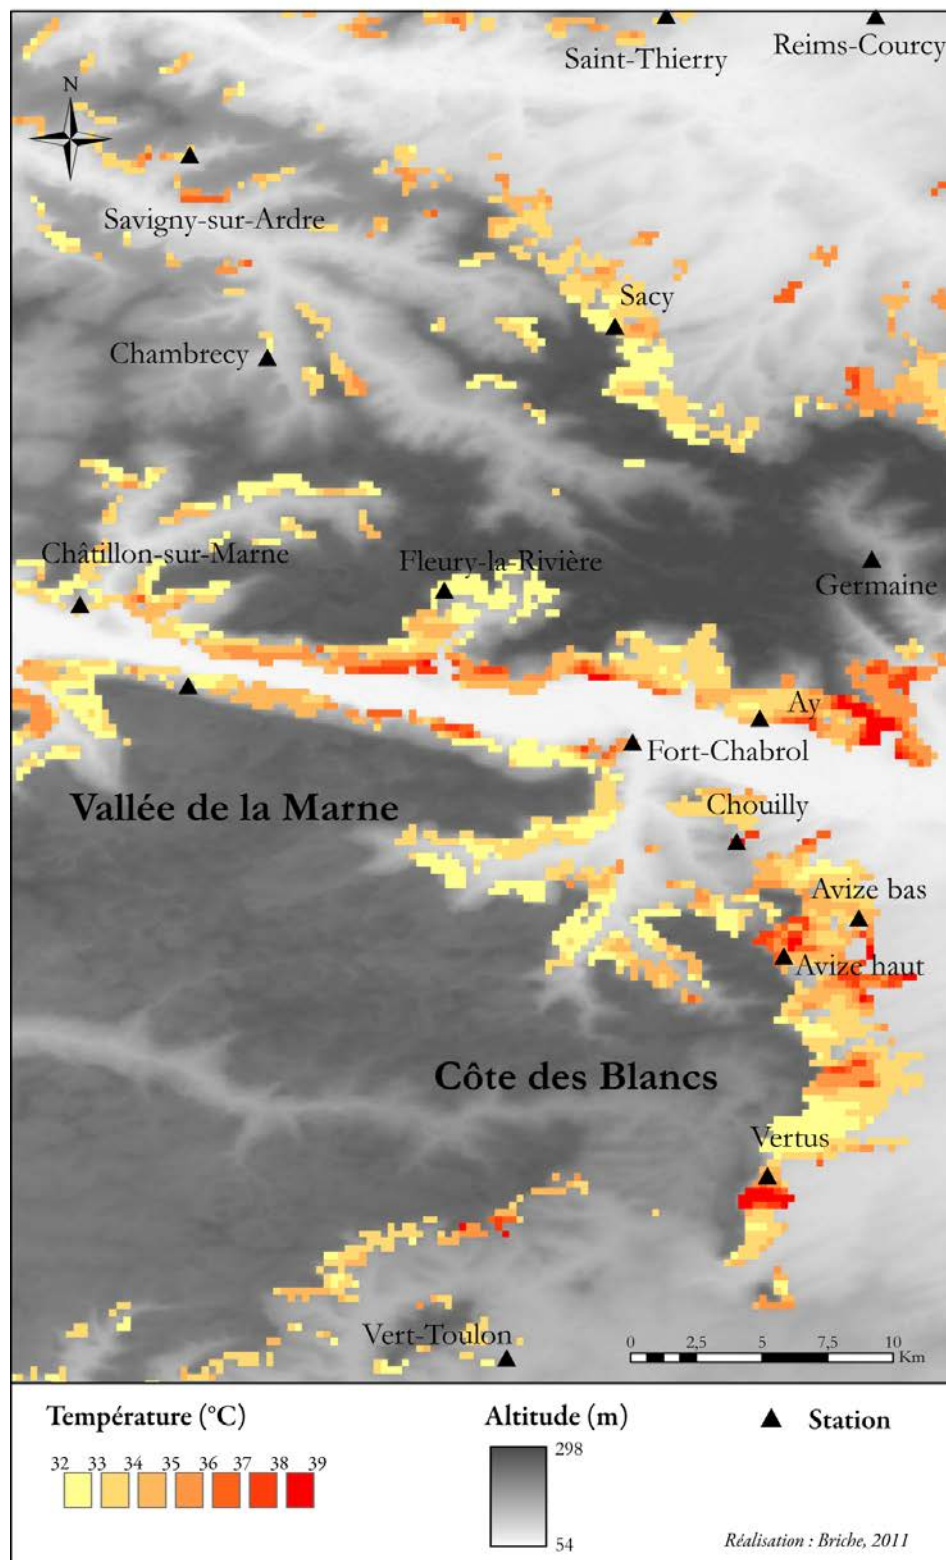 Saint-Thierry
Reims-Courcy
N
Savigny-sur-Ardre
Sacy
Chambrecy
Châtillon-sur-Marne
Fleury-la-Rivière
Germaine
Ay
Fort-Chabrol
Vallée de la Marne
Chouilly
Avize bas
Avize haut
Côte des Blancs
Vertus
Vert-Toulon
0 2,5 5 7,5 10
Km
Température (°C)
32 33 34 35 36 37 38 39
Altitude (m)
298
54
Station
Réalisation : Briche, 2011